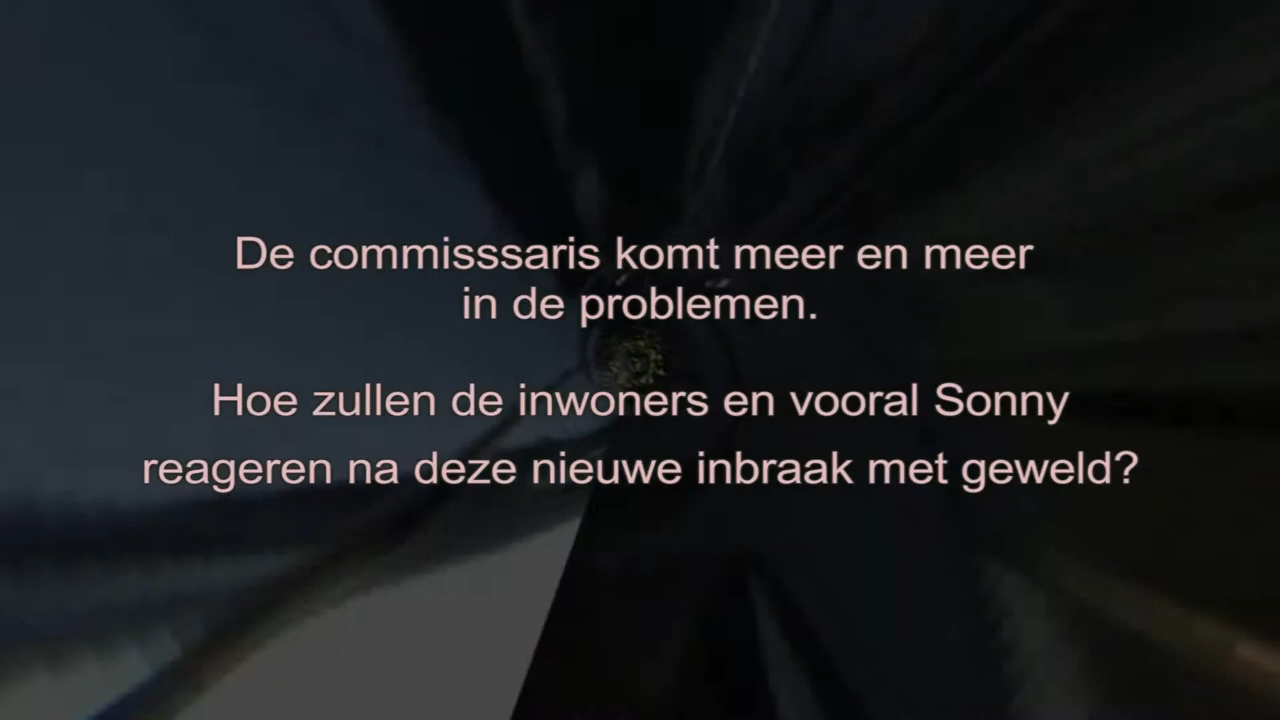 De commisssaris komt meer en meer
in de problemen.
Hoe zullen de inwoners en vooral Sonny
reageren na deze nieuwe inbraak met geweld?